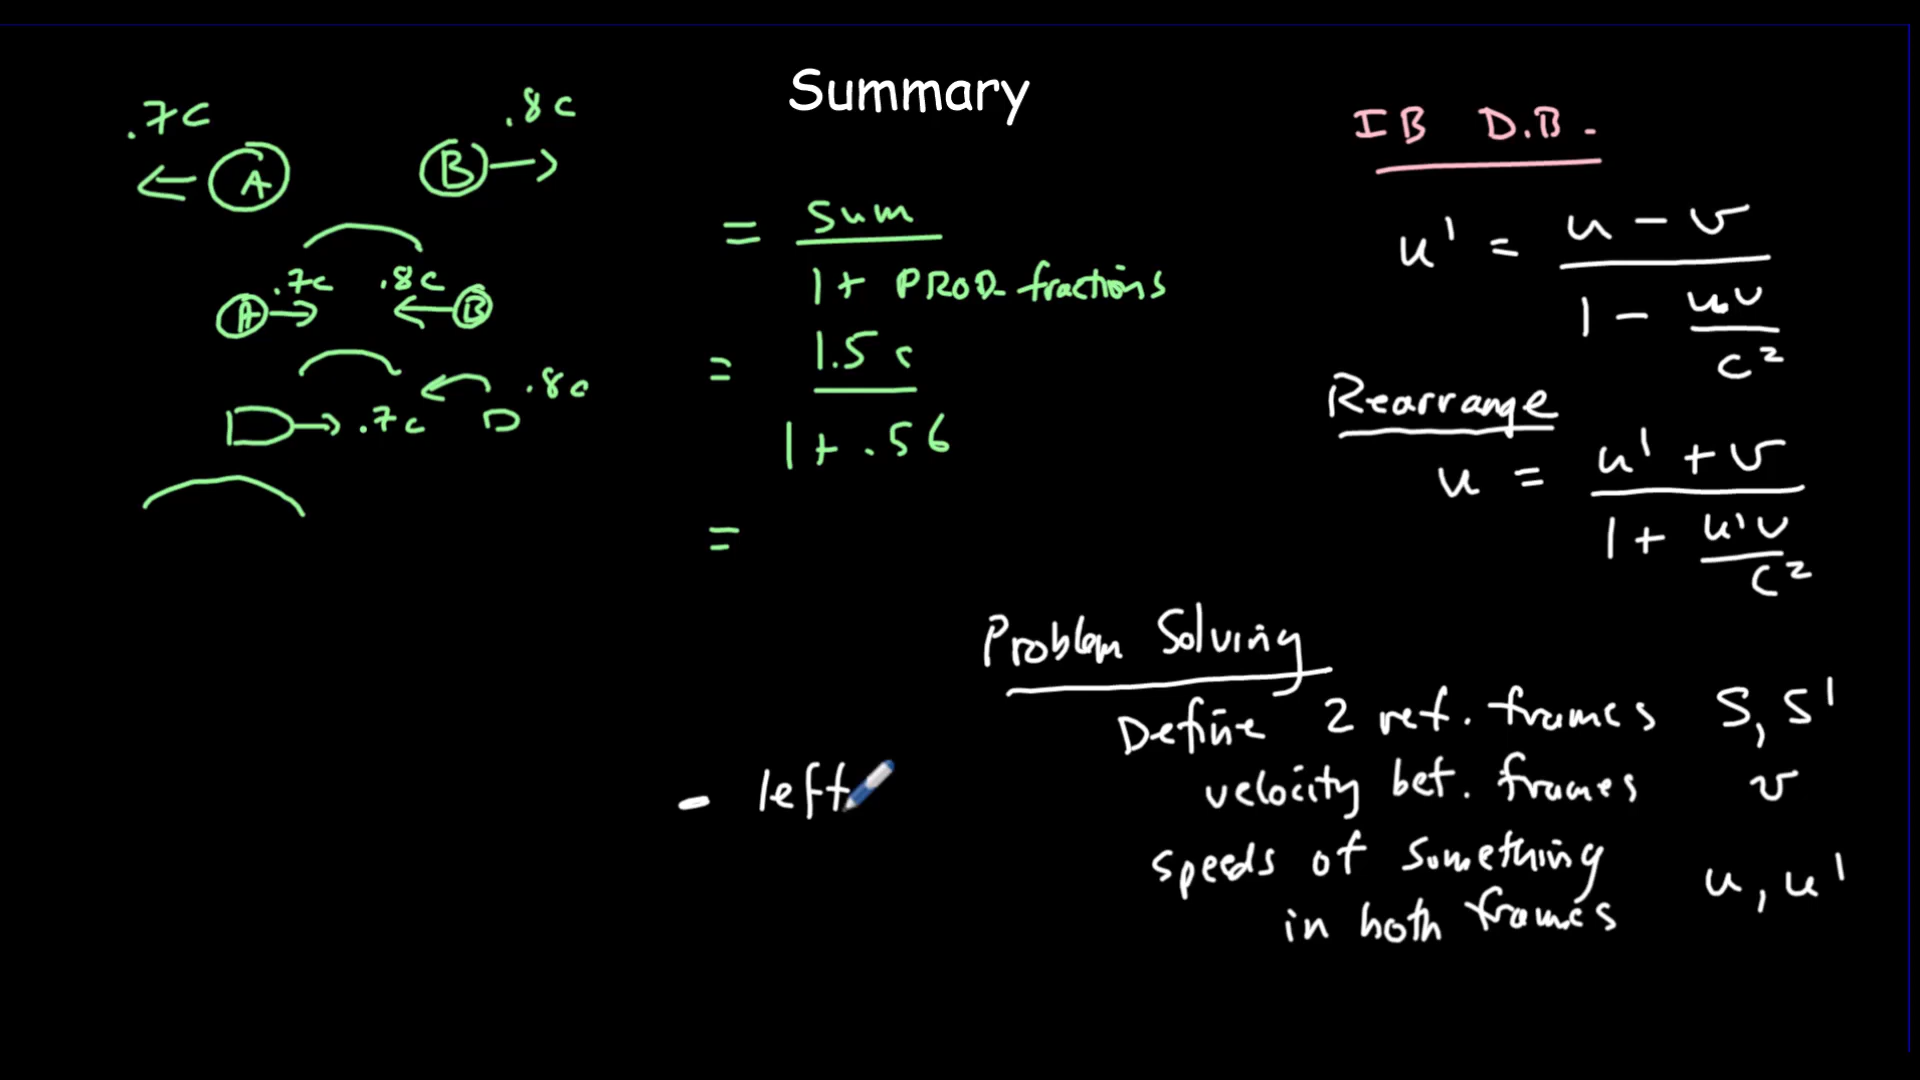 Summary
.7c
.8c
A
B
.7c .8c
A B
.8c
D .7c D
= sum
1 + PROD. fractions
= 1.5 c
1 + .56
=
IB D.B.
u' = u - v
1 - uv
c²
Rearrange
u = u' + v
1 + u'v
c²
Problem Solving
Define 2 ref. frames S, S'
velocity bet. frames v
speeds of something u, u'
in both frames
- left